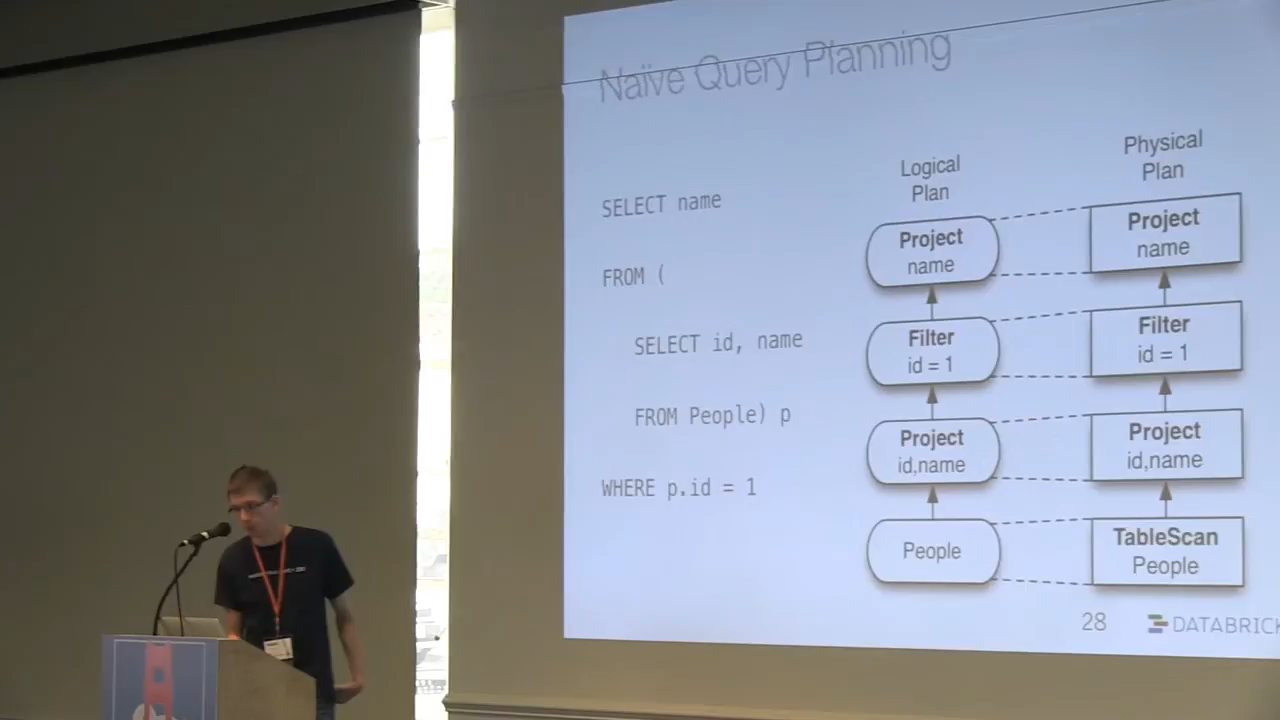 Naïve Query Planning
SELECT name
FROM (
SELECT id, name
FROM People) p
WHERE p.id = 1
Logical
Plan
Project
name
Filter
id = 1
Project
id,name
People
Physical
Plan
Project
name
Filter
id = 1
Project
id,name
TableScan
People
28
DATABRICK